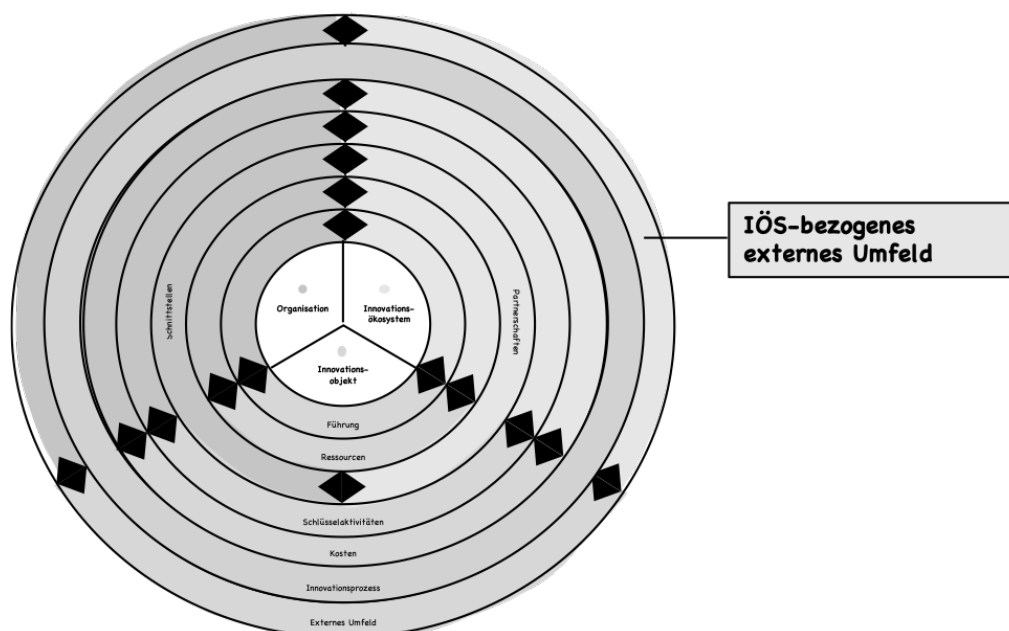 IÖS-bezogenes
externes Umfeld
Schnittstellen
Partnerschaften
Organisation
Innovations-
ökosystem
Innovations-
objekt
Führung
Ressourcen
Schlüsselaktivitäten
Kosten
Innovationsprozess
Externes Umfeld